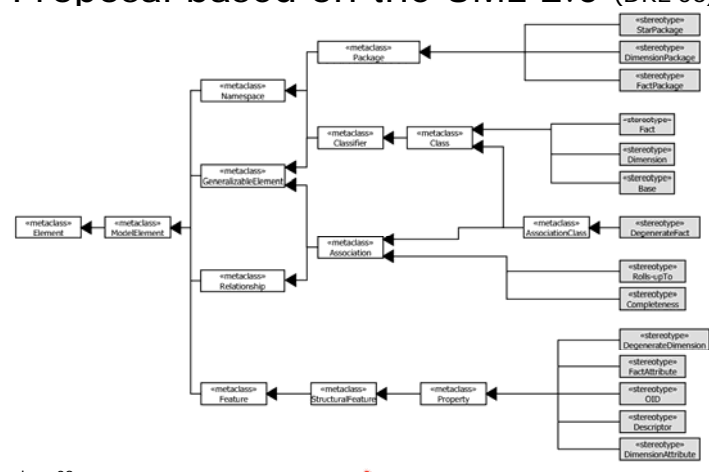 Proposal based on the UML 2.0 (DKE'06)
«stereotype»
StarPackage
«metaclass»
Package
«stereotype»
DimensionPackage
«stereotype»
FactPackage
«metaclass»
Namespace
«stereotype»
Fact
«metaclass»
Classifier
«metaclass»
Class
«stereotype»
Dimension
«metaclass»
GeneralizableElement
«stereotype»
Base
«metaclass»
Element
«metaclass»
ModelElement
«metaclass»
AssociationClass
«stereotype»
DegenerateFact
«metaclass»
Association
«stereotype»
Rolls-upTo
«metaclass»
Relationship
«stereotype»
Completeness
«stereotype»
DegenerateDimension
«stereotype»
FactAttribute
«metaclass»
Feature
«metaclass»
StructuralFeature
«metaclass»
Property
«stereotype»
OID
«stereotype»
Descriptor
«stereotype»
DimensionAttribute